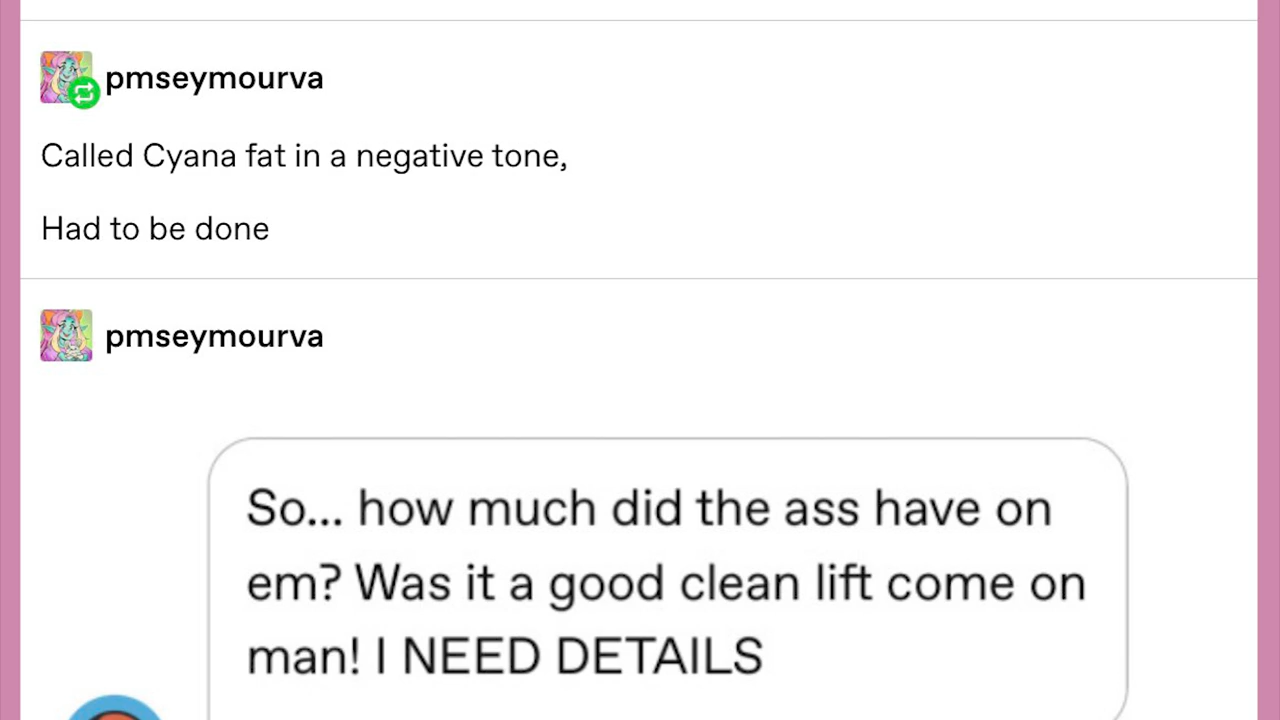 pmseymourva
Called Cyana fat in a negative tone,
Had to be done
pmseymourva
So... how much did the ass have on
em? Was it a good clean lift come on
man! I NEED DETAILS